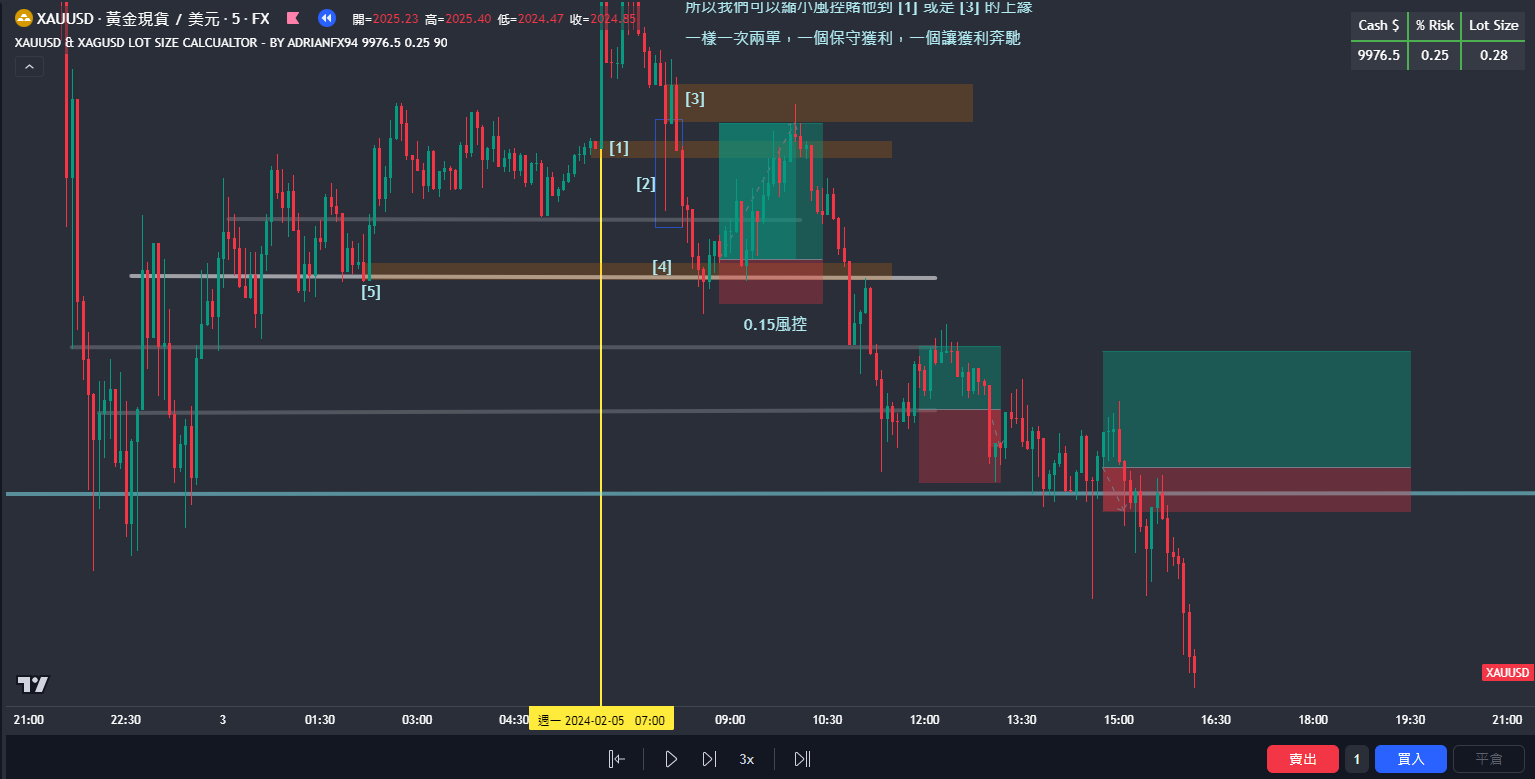 XAUUSD · 黃金現貨 / 美元 · 5 · FX 開=2025.23 高=2025.40 低=2024.47 收=2024.85
XAUUSD & XAGUSD LOT SIZE CALCUALTOR - BY ADRIANFX94 9976.5 0.25 90
所以我們可以縮小風控賭他到 [1] 或是 [3] 的上緣
一樣一次兩單，一個保守獲利，一個讓獲利奔馳
Cash $ % Risk Lot Size
9976.5 0.25 0.28
[3]
[1]
[2]
[4]
[5]
0.15風控
XAUUSD
21:00 22:30 3 01:30 03:00 04:30 週一 2024-02-05 07:00 09:00 10:30 12:00 13:30 15:00 16:30 18:00 19:30 21:00
3x
賣出 1 買入 平倉